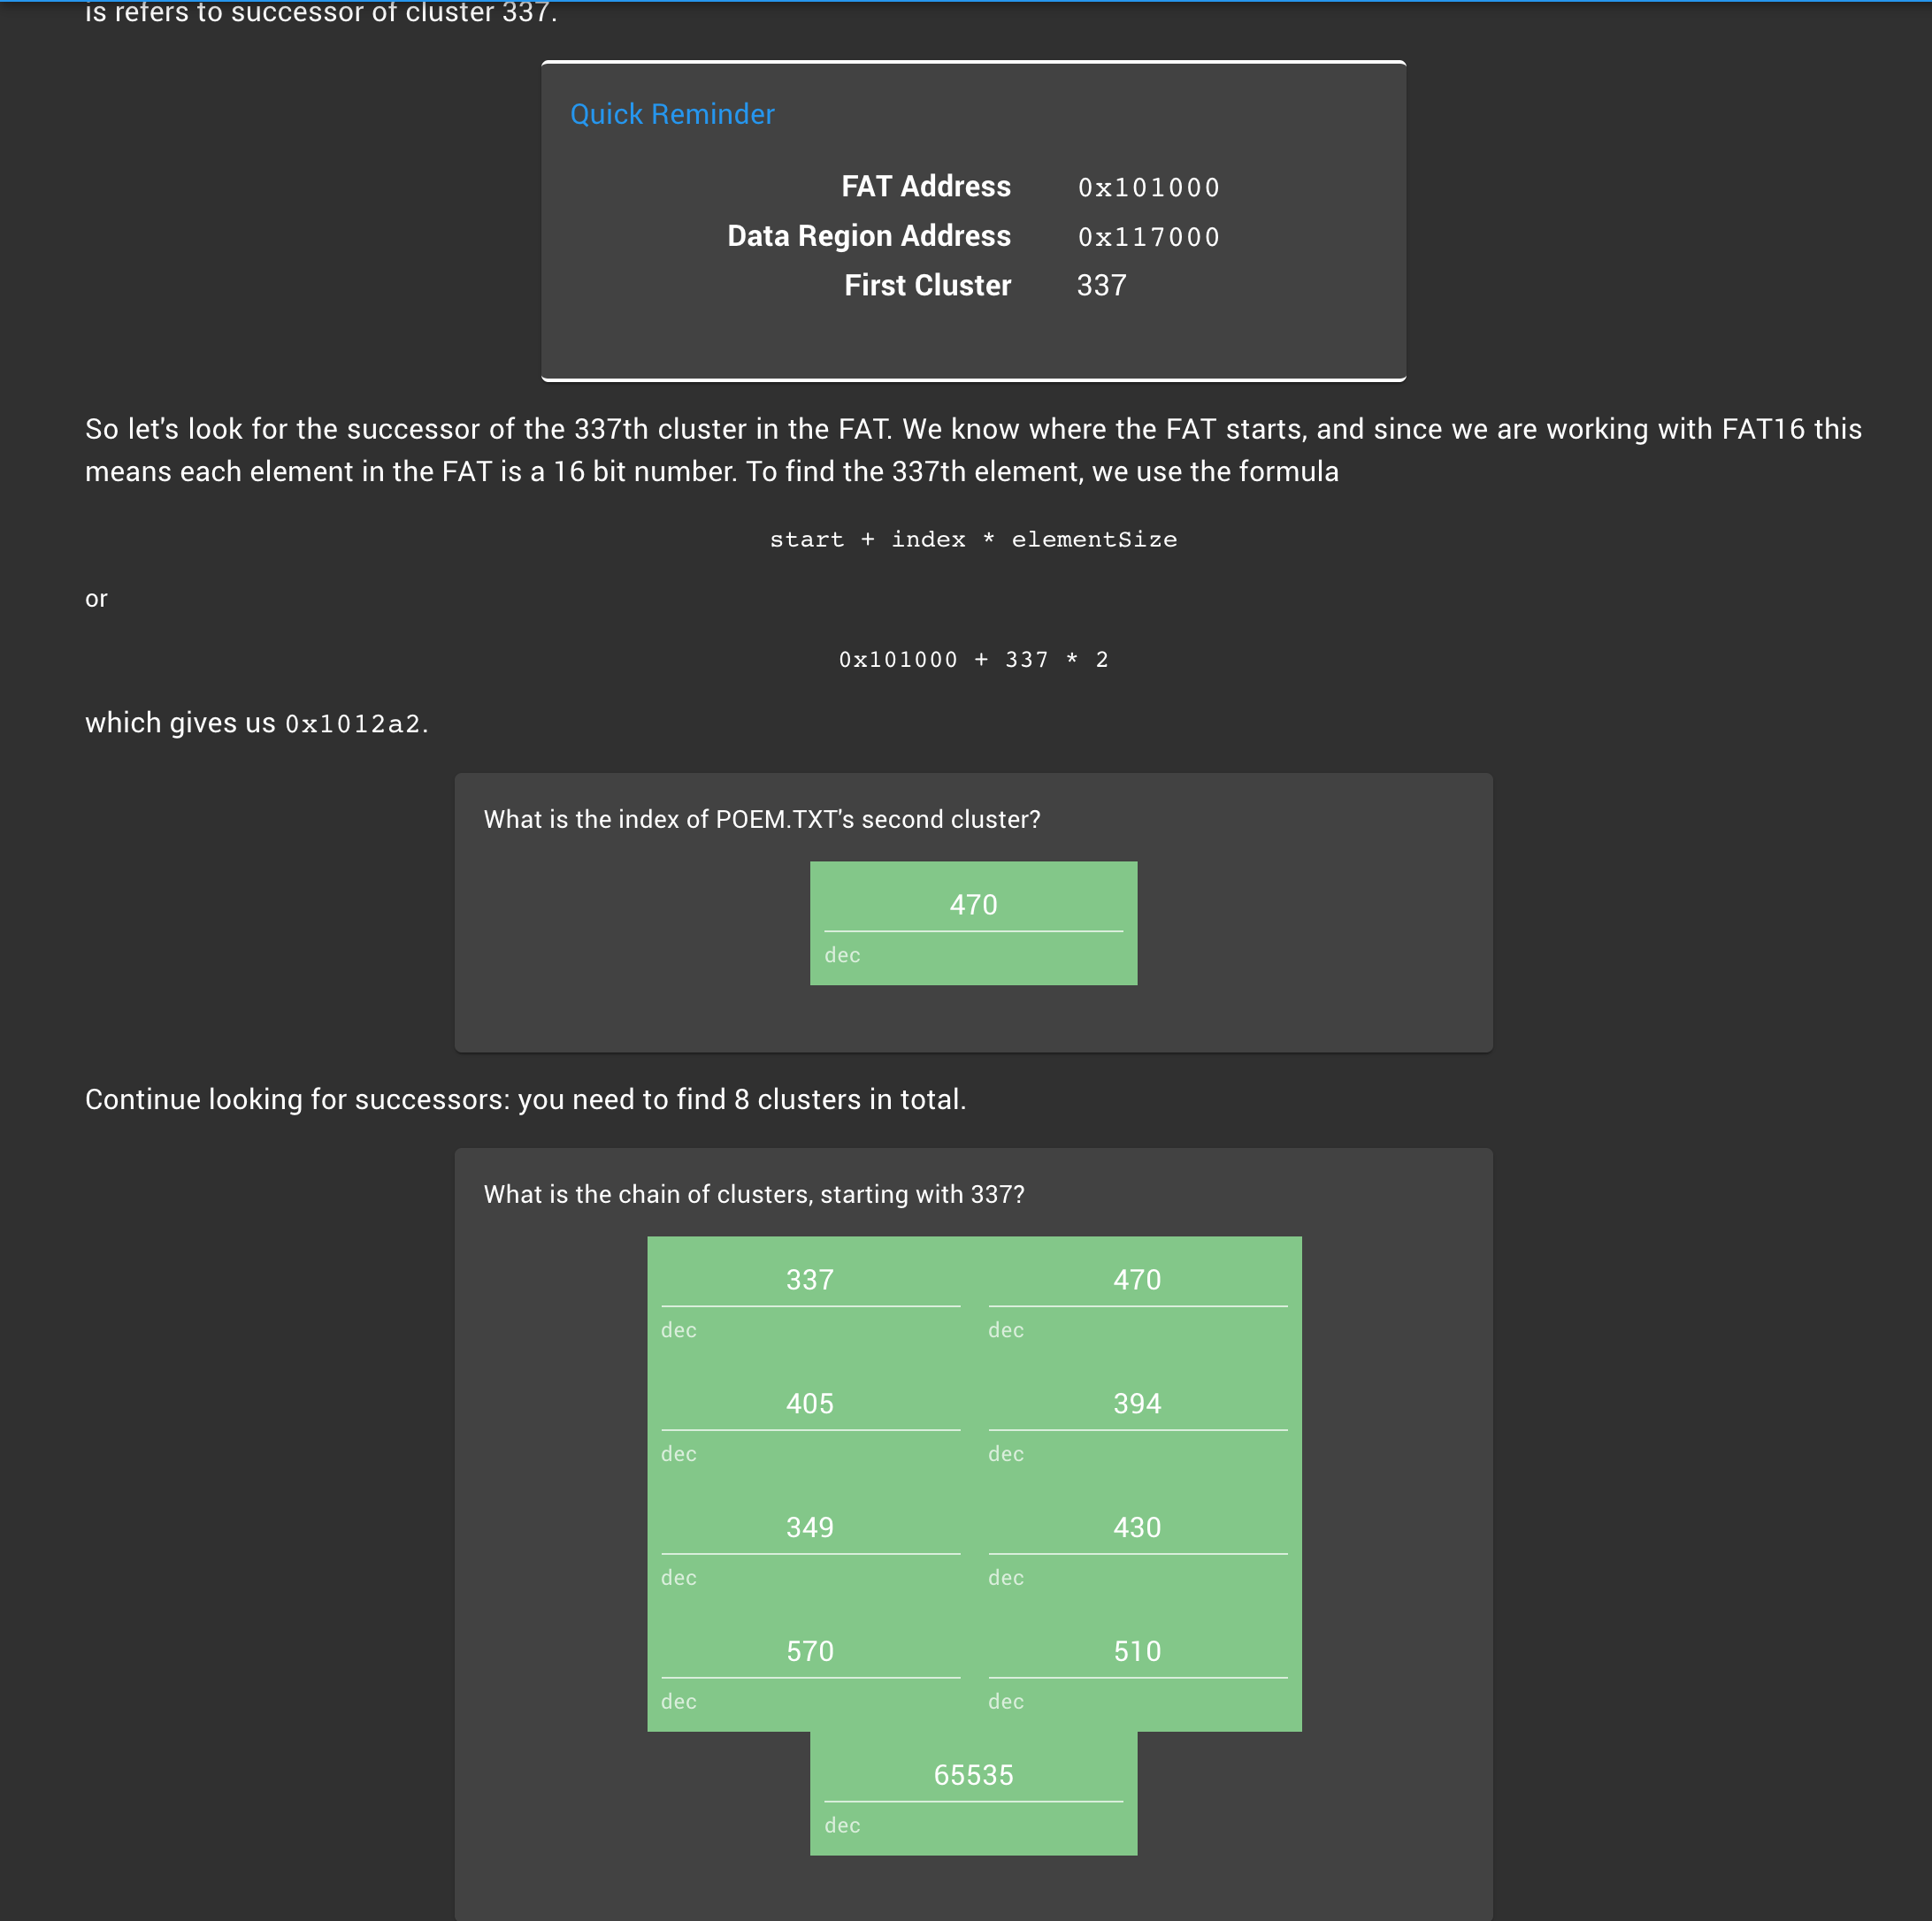 is refers to successor of cluster 337.
Quick Reminder
FAT Address 0x101000
Data Region Address 0x117000
First Cluster 337
So let's look for the successor of the 337th cluster in the FAT. We know where the FAT starts, and since we are working with FAT16 this
means each element in the FAT is a 16 bit number. To find the 337th element, we use the formula
start + index * elementSize
or
0x101000 + 337 * 2
which gives us 0x1012a2.
What is the index of POEM.TXT's second cluster?
470
dec
Continue looking for successors: you need to find 8 clusters in total.
What is the chain of clusters, starting with 337?
337 470
dec dec
405 394
dec dec
349 430
dec dec
570 510
dec dec
65535
dec